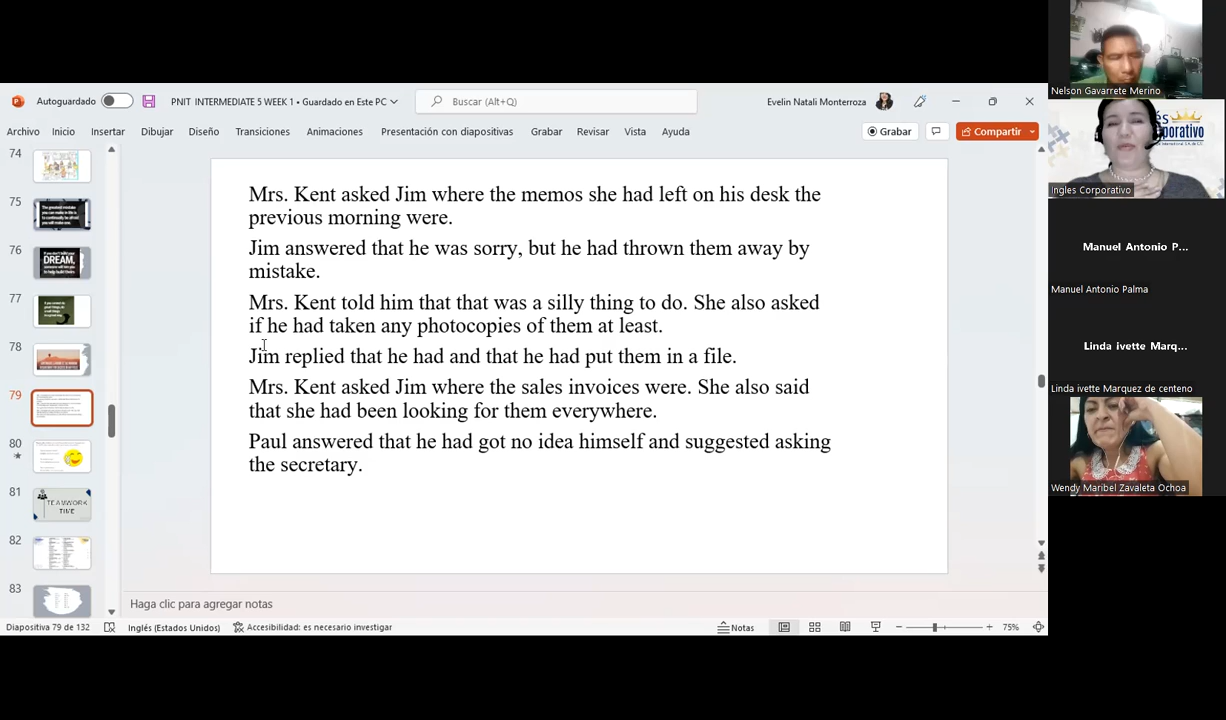 Autoguardado
PNIT INTERMEDIATE 5 WEEK 1 • Guardado en Este PC
Buscar (Alt+Q)
Evelin Natali Monterroza
Archivo Inicio Insertar Dibujar Diseño Transiciones Animaciones Presentación con diapositivas Grabar Revisar Vista Ayuda
Grabar
Compartir
74
75
76
DREAM,
77
78
79
80
81
TEAMWORK
TIME
82
83
Mrs. Kent asked Jim where the memos she had left on his desk the
previous morning were.
Jim answered that he was sorry, but he had thrown them away by
mistake.
Mrs. Kent told him that that was a silly thing to do. She also asked
if he had taken any photocopies of them at least.
Jim replied that he had and that he had put them in a file.
Mrs. Kent asked Jim where the sales invoices were. She also said
that she had been looking for them everywhere.
Paul answered that he had got no idea himself and suggested asking
the secretary.
Haga clic para agregar notas
Diapositiva 79 de 132 Inglés (Estados Unidos) Accesibilidad: es necesario investigar Notas 75%
Nelson Gavarrete Merino
Ingles Corporativo
Manuel Antonio P...
Manuel Antonio Palma
Linda ivette Marq...
Linda ivette Marquez de centeno
Wendy Maribel Zavaleta Ochoa